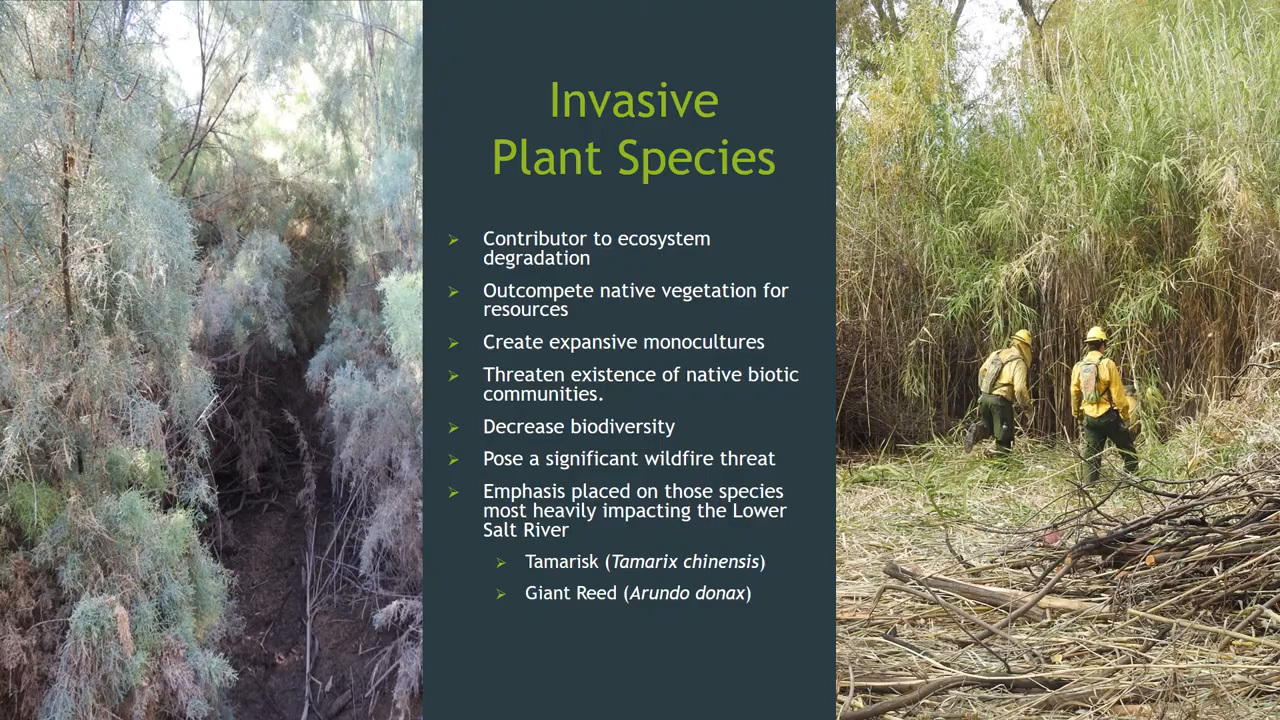 Invasive
Plant Species
Contributor to ecosystem
degradation
Outcompete native vegetation for
resources
Create expansive monocultures
Threaten existence of native biotic
communities.
Decrease biodiversity
Pose a significant wildfire threat
Emphasis placed on those species
most heavily impacting the Lower
Salt River
Tamarisk (Tamarix chinensis)
Giant Reed (Arundo donax)